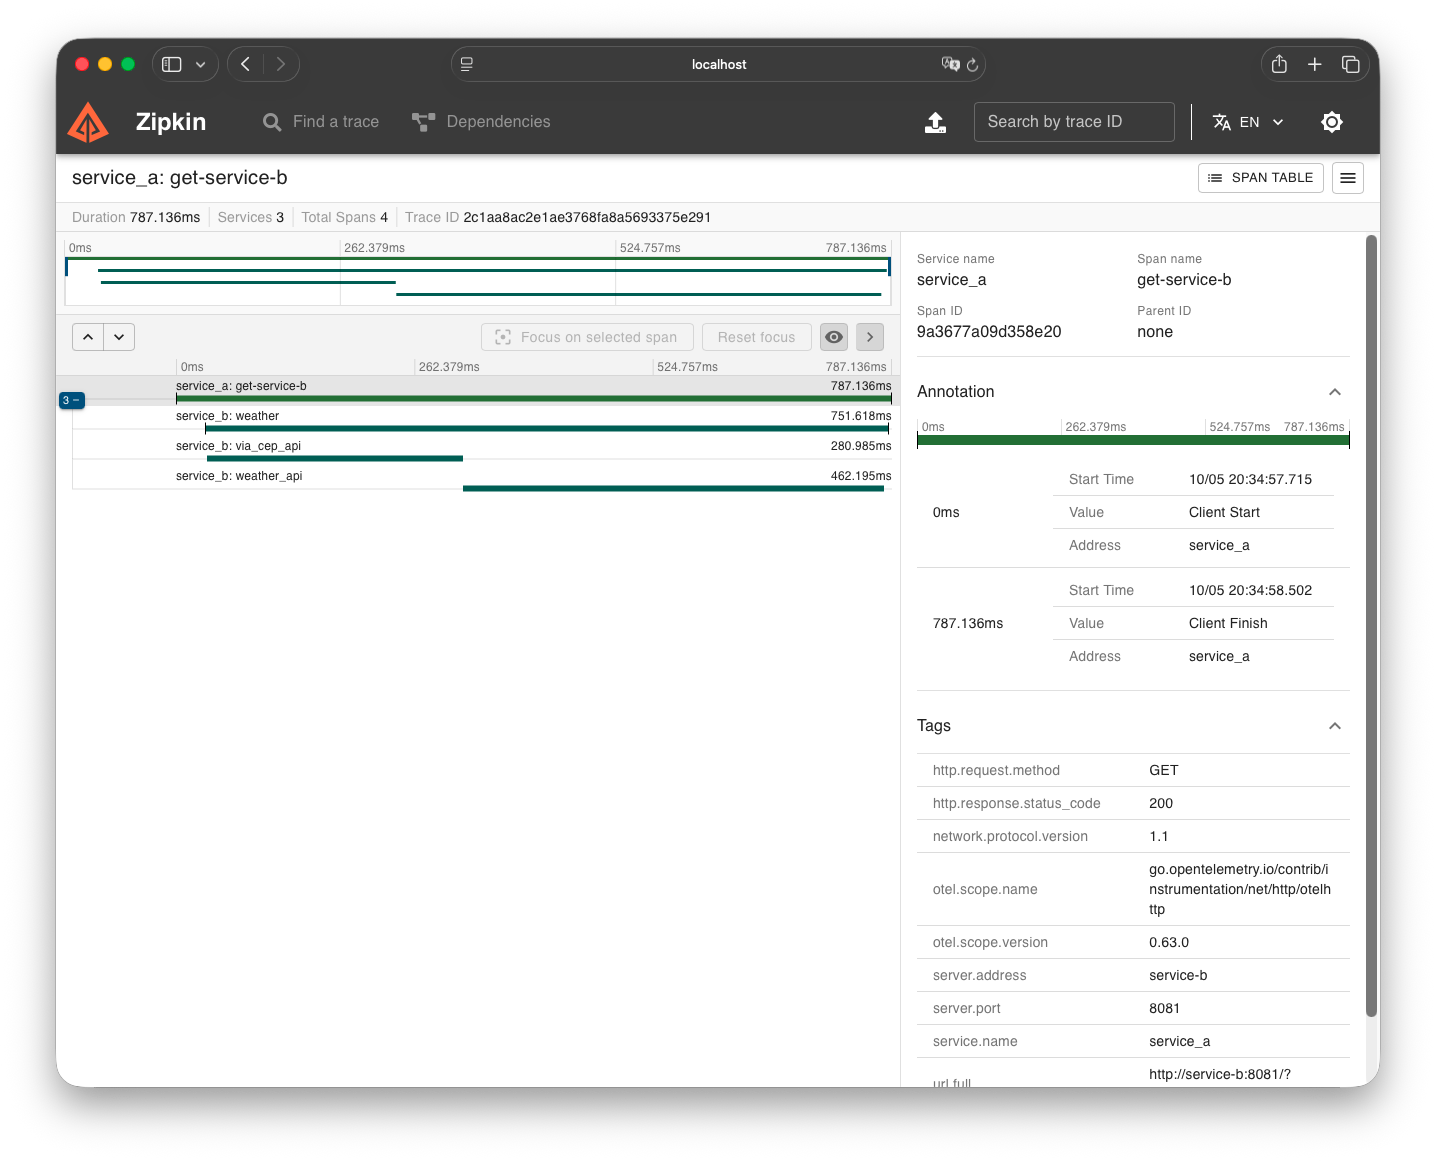 localhost
Zipkin
Find a trace
Dependencies
Search by trace ID
EN
service_a: get-service-b
SPAN TABLE
Duration 787.136ms
Services 3
Total Spans 4
Trace ID 2c1aa8ac2e1ae3768fa8a5693375e291
0ms 262.379ms 524.757ms 787.136ms
Focus on selected span
Reset focus
0ms 262.379ms 524.757ms 787.136ms
service_a: get-service-b 787.136ms
3 −
service_b: weather 751.618ms
service_b: via_cep_api 280.985ms
service_b: weather_api 462.195ms
Service name Span name
service_a get-service-b
Span ID Parent ID
9a3677a09d358e20 none
Annotation
0ms 262.379ms 524.757ms 787.136ms
Start Time 10/05 20:34:57.715
0ms Value Client Start
Address service_a
Start Time 10/05 20:34:58.502
787.136ms Value Client Finish
Address service_a
Tags
http.request.method GET
http.response.status_code 200
network.protocol.version 1.1
otel.scope.name go.opentelemetry.io/contrib/i
nstrumentation/net/http/otelh
ttp
otel.scope.version 0.63.0
server.address service-b
server.port 8081
service.name service_a
url.full http://service-b:8081/?